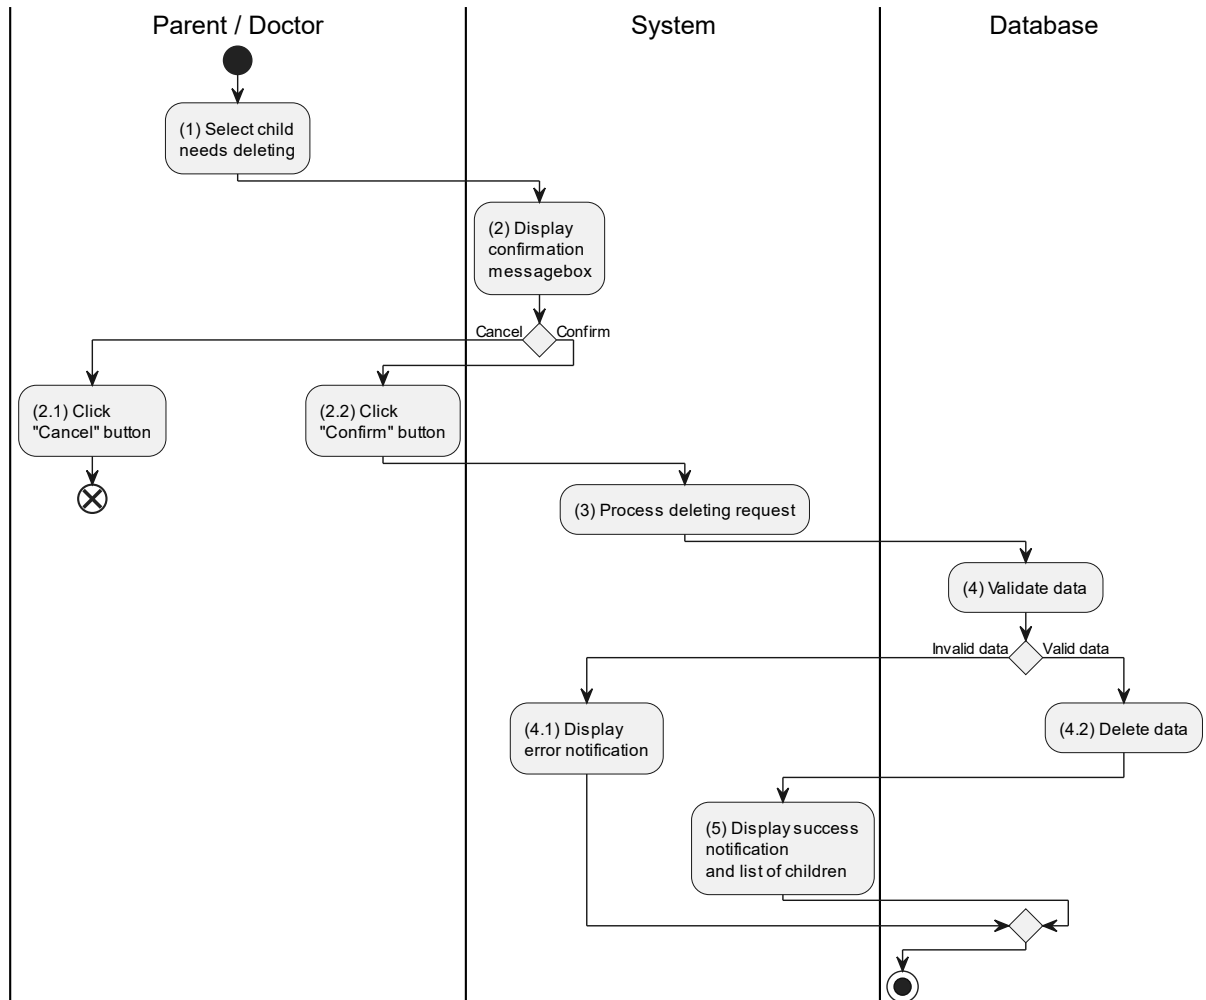 Parent / Doctor
System
Database
(1) Select child
needs deleting
(2) Display
confirmation
messagebox
Cancel
Confirm
(2.1) Click
"Cancel" button
(2.2) Click
"Confirm" button
(3) Process deleting request
(4) Validate data
Invalid data
Valid data
(4.1) Display
error notification
(4.2) Delete data
(5) Display success
notification
and list of children